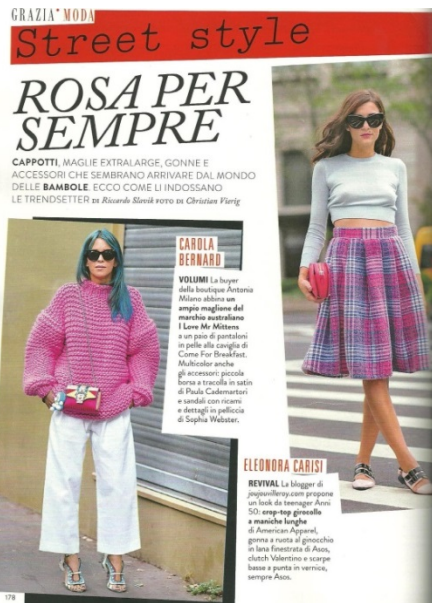 GRAZIA* MODA
Street style
ROSA PER
SEMPRE
CAPPOTTI, MAGLIE EXTRALARGE, GONNE E
ACCESSORI CHE SEMBRANO ARRIVARE DAL MONDO
DELLE BAMBOLE. ECCO COME LI INDOSSANO
LE TRENDSETTER DI Riccardo Slavik FOTO DI Christian Vierig
CAROLA
BERNARD
VOLUMI La buyer
della boutique Antonia
Milano abbina un
ampio maglione del
marchio australiano
I Love Mr Mittens
a un paio di pantaloni
in pelle alla caviglia di
Come For Breakfast.
Multicolor anche
gli accessori: piccola
borsa a tracolla in satin
di Paula Cademartori
e sandali con ricami
e dettagli in pelliccia
di Sophia Webster.
ELEONORA CARISI
REVIVAL La blogger di
joujouvilleroy.com propone
un look da teenager Anni
50: crop-top girocollo
a maniche lunghe
di American Apparel,
gonna a ruota al ginocchio
in lana finestrata di Asos,
clutch Valentino e scarpe
basse a punta in vernice,
sempre Asos.
178